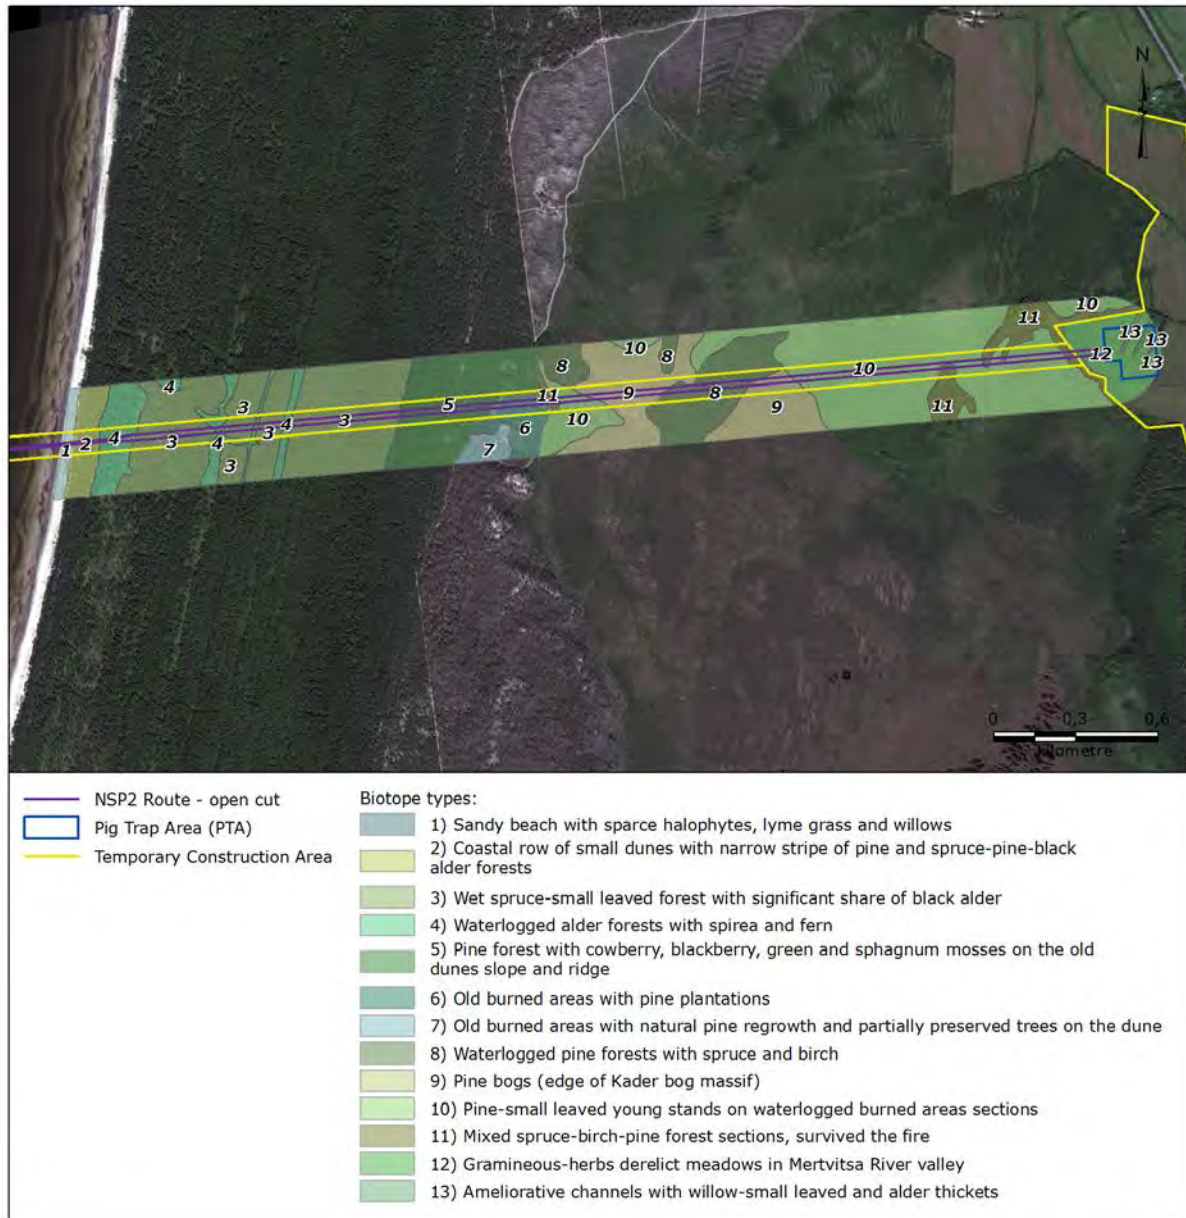 N
10
11
13
13
12
13
4
8
10
8
3
5
11
9
10
10
8
9
11
3
4
3
6
7
4
3
4
2
1
3
0 0,3 0,6
kilometre
NSP2 Route - open cut
Pig Trap Area (PTA)
Temporary Construction Area
Biotope types:
1) Sandy beach with sparce halophytes, lyme grass and willows
2) Coastal row of small dunes with narrow stripe of pine and spruce-pine-black
alder forests
3) Wet spruce-small leaved forest with significant share of black alder
4) Waterlogged alder forests with spirea and fern
5) Pine forest with cowberry, blackberry, green and sphagnum mosses on the old
dunes slope and ridge
6) Old burned areas with pine plantations
7) Old burned areas with natural pine regrowth and partially preserved trees on the dune
8) Waterlogged pine forests with spruce and birch
9) Pine bogs (edge of Kader bog massif)
10) Pine-small leaved young stands on waterlogged burned areas sections
11) Mixed spruce-birch-pine forest sections, survived the fire
12) Gramineous-herbs derelict meadows in Mertvitsa River valley
13) Ameliorative channels with willow-small leaved and alder thickets